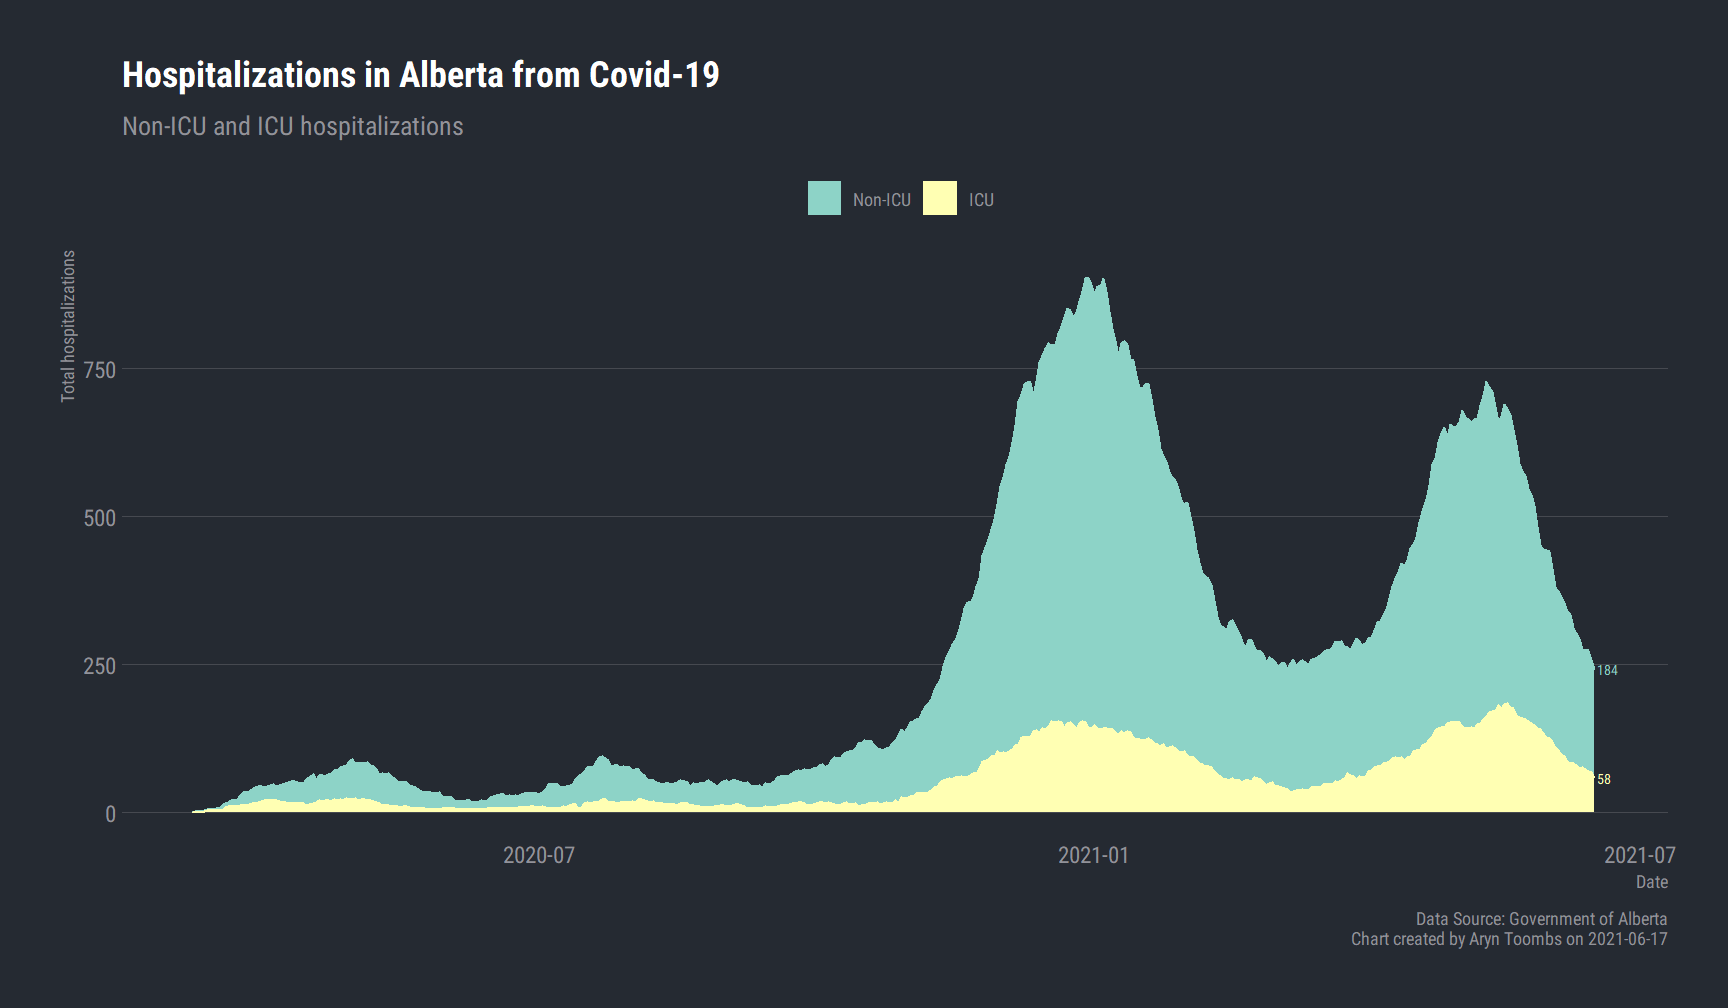 Hospitalizations in Alberta from Covid-19
Non-ICU and ICU hospitalizations
Non-ICU ICU
Total hospitalizations
750
500
250
0
184
58
2020-07 2021-01 2021-07
Date
Data Source: Government of Alberta
Chart created by Aryn Toombs on 2021-06-17